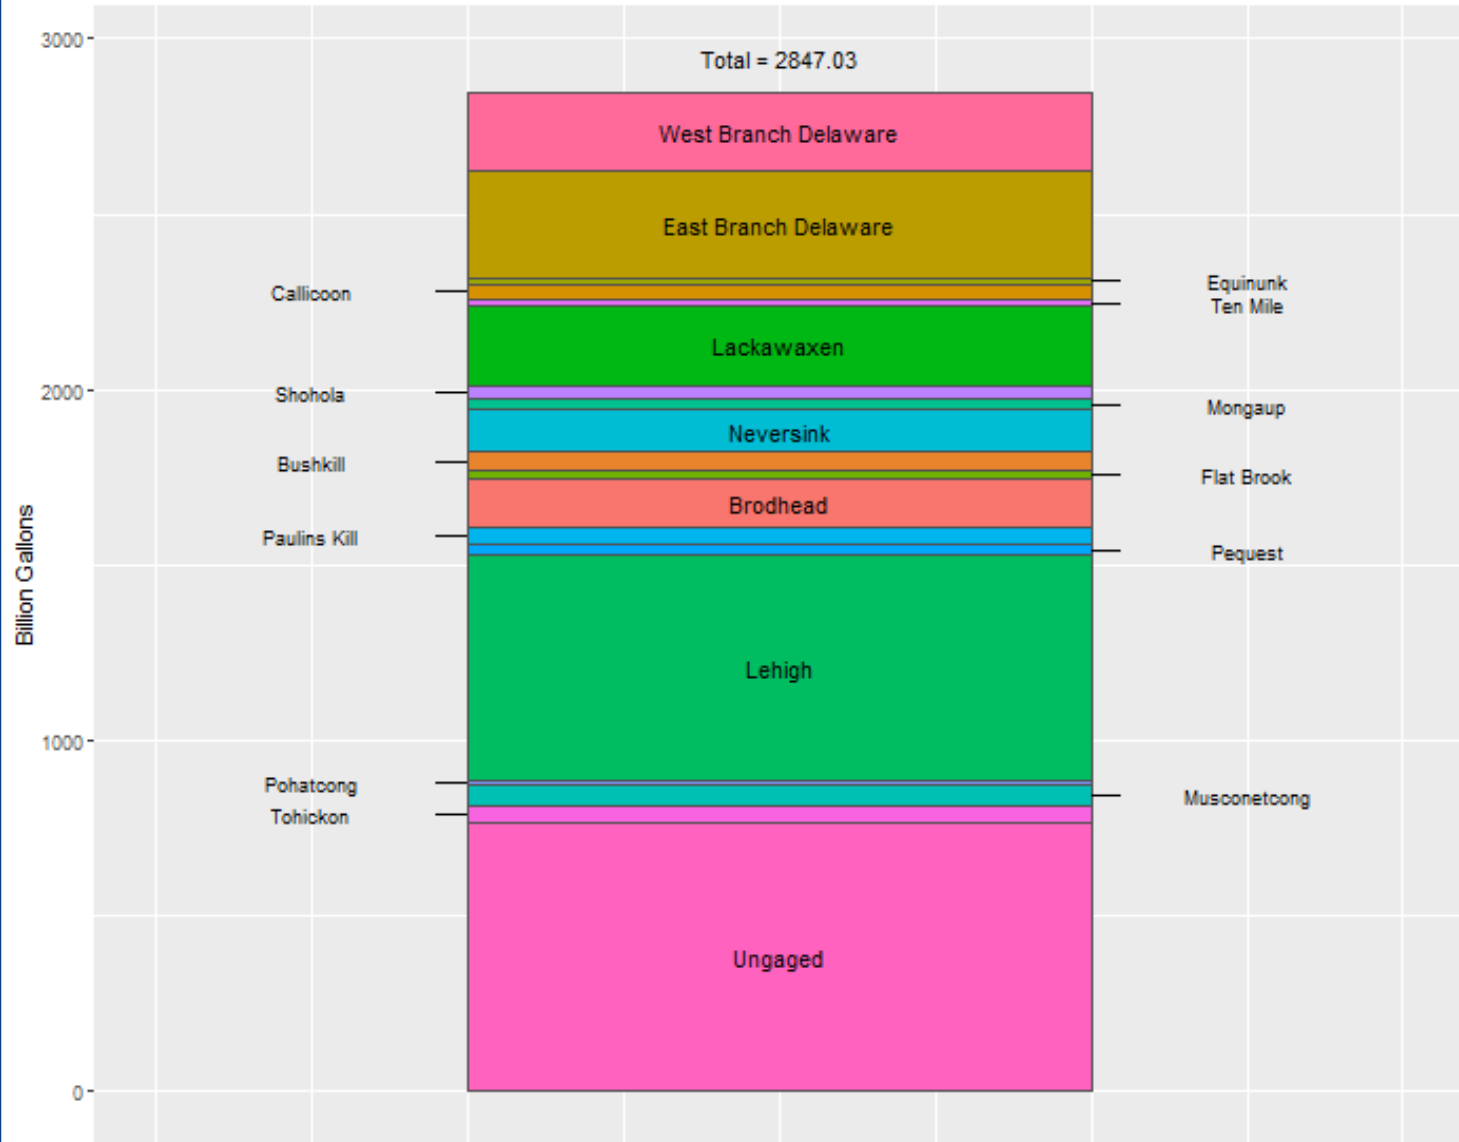 3000
Total = 2847.03
West Branch Delaware
East Branch Delaware
Equinunk
Callicoon
Ten Mile
Lackawaxen
2000
Shohola
Mongaup
Neversink
Bushkill
Flat Brook
Brodhead
Paulins Kill
Pequest
Billion Gallons
Lehigh
1000
Pohatcong
Musconetcong
Tohickon
Ungaged
0